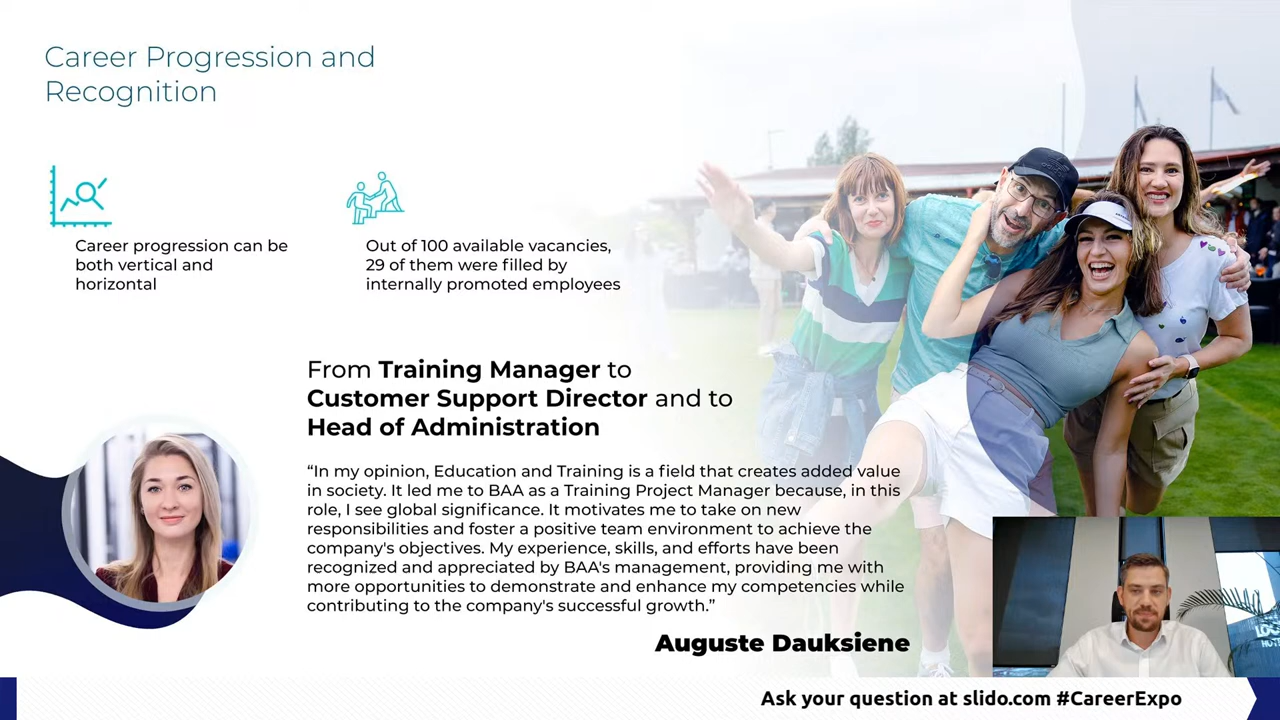 Career Progression and
Recognition
Career progression can be
both vertical and
horizontal
Out of 100 available vacancies,
29 of them were filled by
internally promoted employees
From Training Manager to
Customer Support Director and to
Head of Administration
“In my opinion, Education and Training is a field that creates added value
in society. It led me to BAA as a Training Project Manager because, in this
role, I see global significance. It motivates me to take on new
responsibilities and foster a positive team environment to achieve the
company's objectives. My experience, skills, and efforts have been
recognized and appreciated by BAA's management, providing me with
more opportunities to demonstrate and enhance my competencies while
contributing to the company's successful growth.”
Auguste Dauksiene
Ask your question at slido.com #CareerExpo